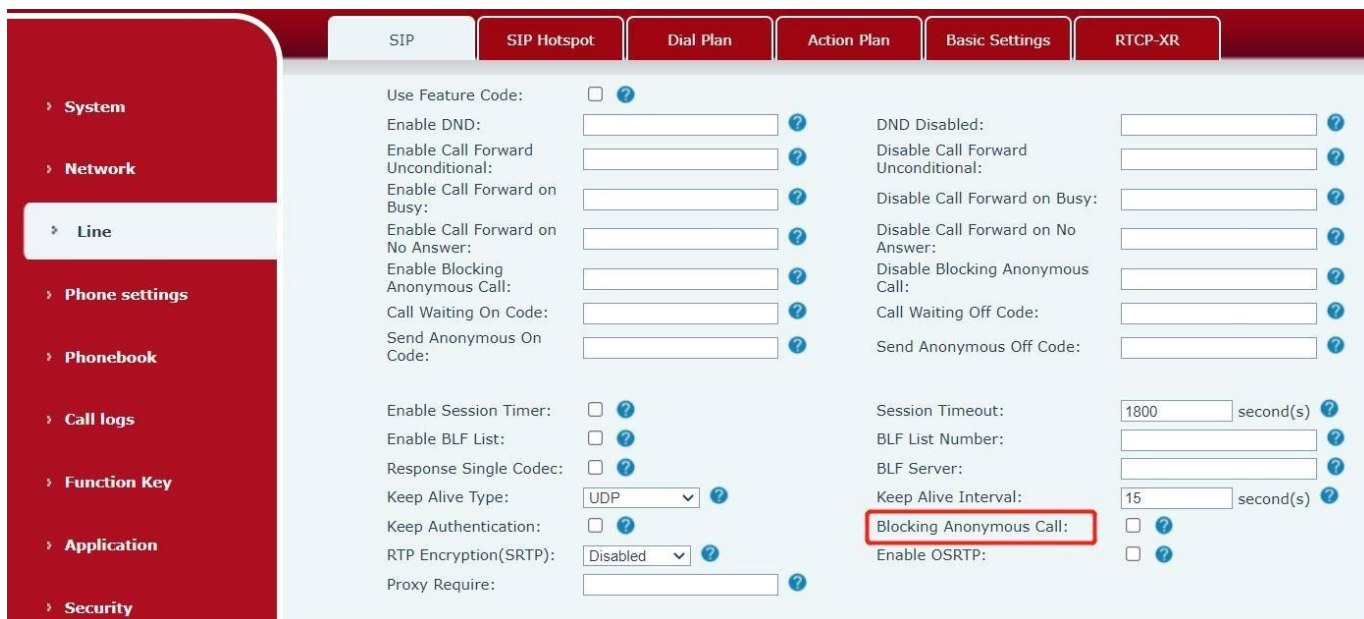 SIP
SIP Hotspot
Dial Plan
Action Plan
Basic Settings
RTCP-XR
› System
› Network
› Line
› Phone settings
› Phonebook
› Call logs
› Function Key
› Application
› Security
Use Feature Code: ?
Enable DND: ? DND Disabled: ?
Enable Call Forward
Unconditional: ?
Disable Call Forward
Unconditional: ?
Enable Call Forward on
Busy: ?
Disable Call Forward on Busy: ?
Enable Call Forward on
No Answer: ?
Disable Call Forward on No
Answer: ?
Enable Blocking
Anonymous Call: ?
Disable Blocking Anonymous
Call: ?
Call Waiting On Code: ? Call Waiting Off Code: ?
Send Anonymous On
Code: ?
Send Anonymous Off Code: ?
Enable Session Timer: ? Session Timeout: 1800 second(s) ?
Enable BLF List: ? BLF List Number: ?
Response Single Codec: ? BLF Server: ?
Keep Alive Type: UDP ? Keep Alive Interval: 15 second(s) ?
Keep Authentication: ? Blocking Anonymous Call: ?
RTP Encryption(SRTP): Disabled ? Enable OSRTP: ?
Proxy Require: ?